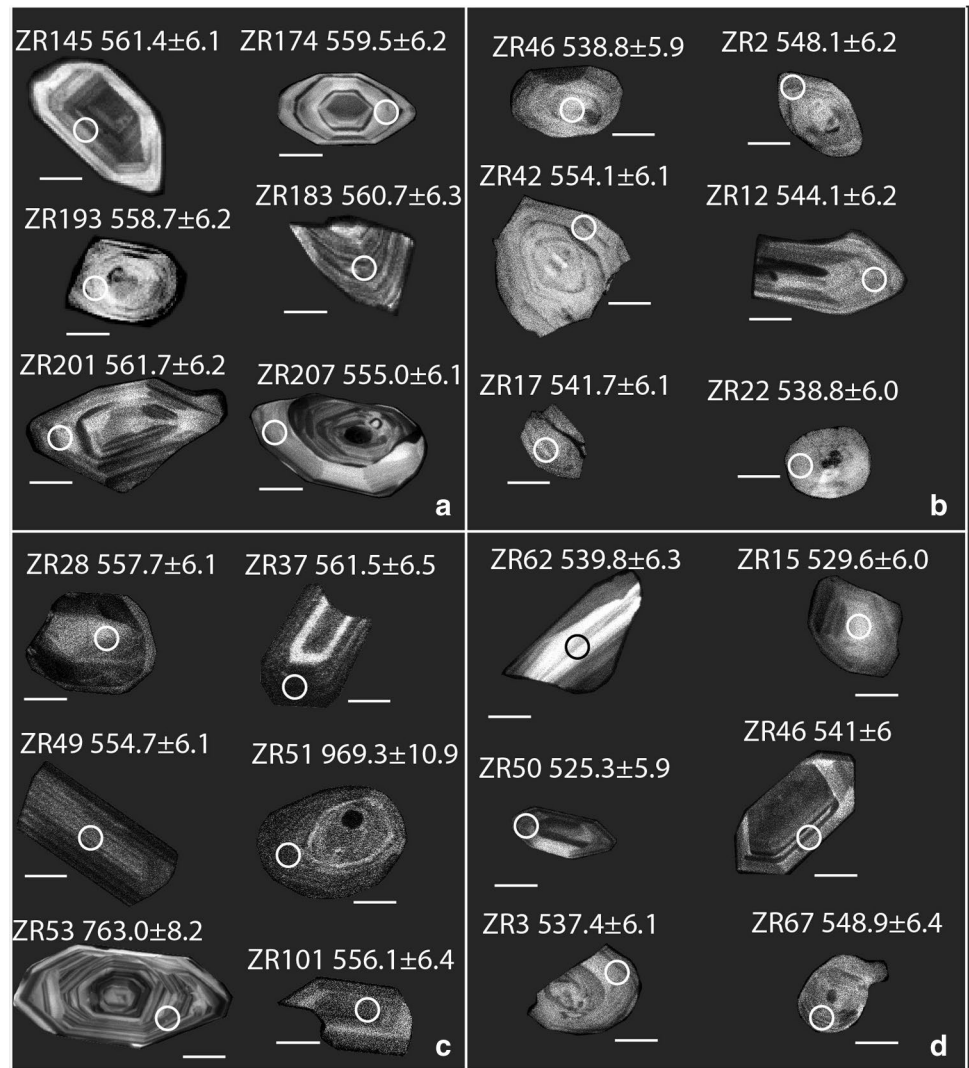 ZR145 561.4±6.1
ZR174 559.5±6.2
ZR193 558.7±6.2
ZR183 560.7±6.3
ZR201 561.7±6.2
ZR207 555.0±6.1
a
ZR46 538.8±5.9
ZR2 548.1±6.2
ZR42 554.1±6.1
ZR12 544.1±6.2
ZR17 541.7±6.1
ZR22 538.8±6.0
b
ZR28 557.7±6.1
ZR37 561.5±6.5
ZR49 554.7±6.1
ZR51 969.3±10.9
ZR53 763.0±8.2
ZR101 556.1±6.4
c
ZR62 539.8±6.3
ZR15 529.6±6.0
ZR46 541±6
ZR50 525.3±5.9
ZR3 537.4±6.1
ZR67 548.9±6.4
d